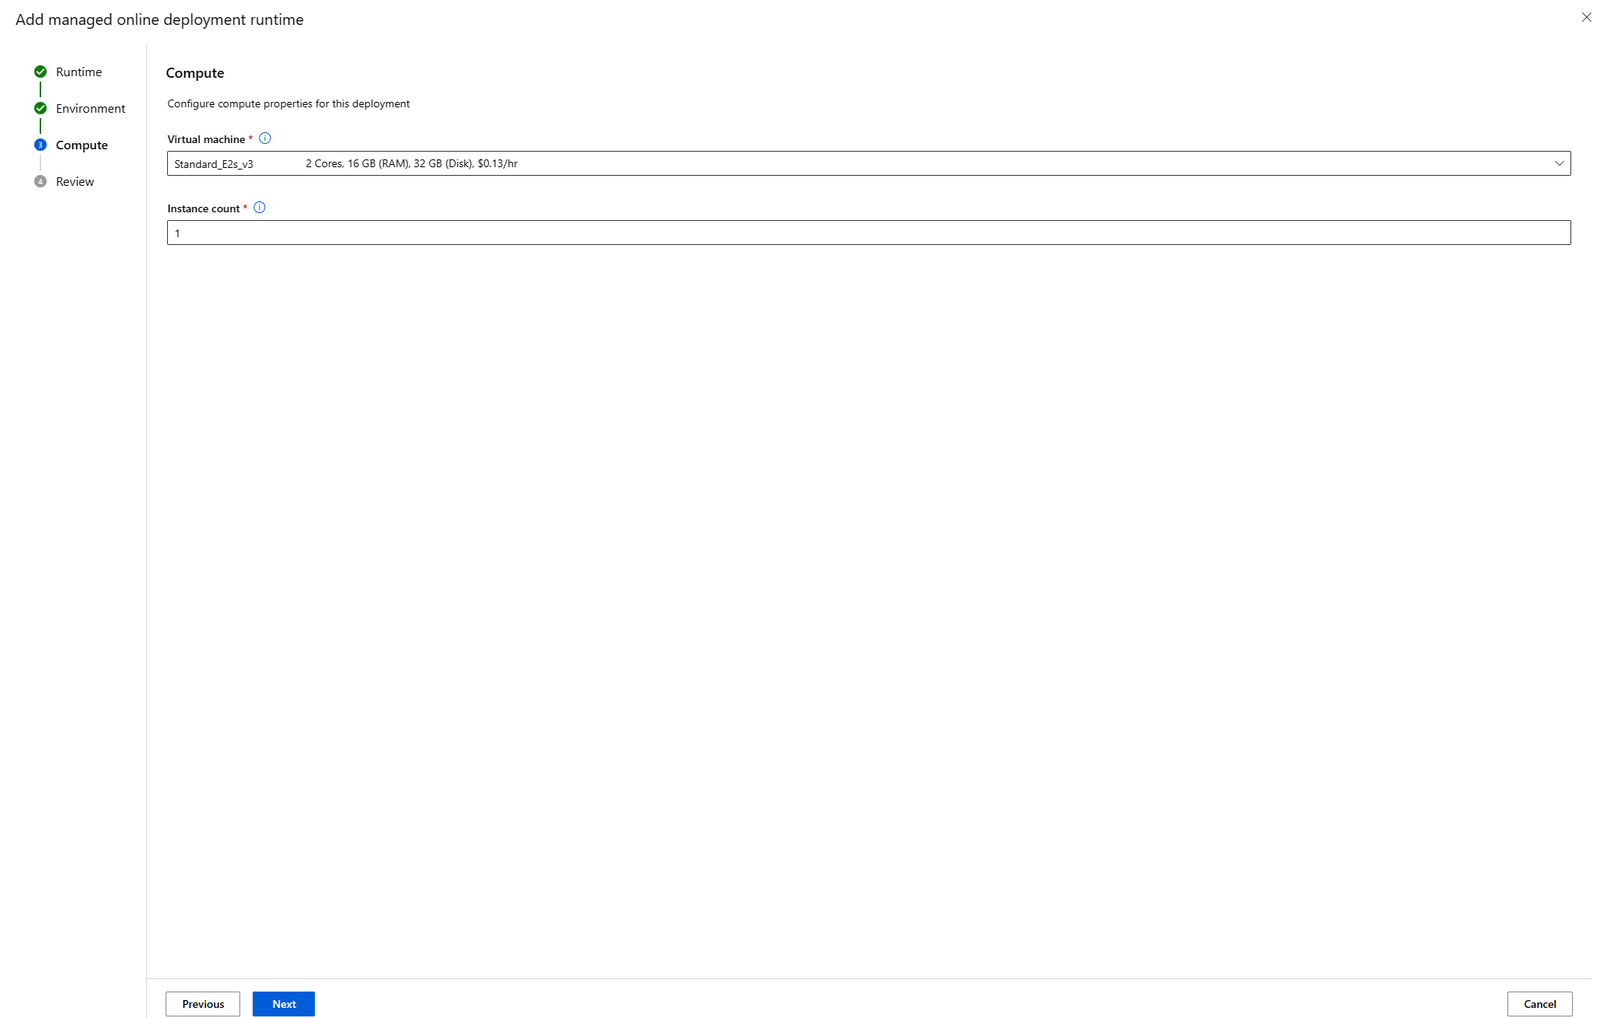 Add managed online deployment runtime
Runtime
Environment
3 Compute
4 Review
Compute
Configure compute properties for this deployment
Virtual machine *
Standard_E2s_v3 2 Cores, 16 GB (RAM), 32 GB (Disk), $0.13/hr
Instance count *
1
Previous Next Cancel